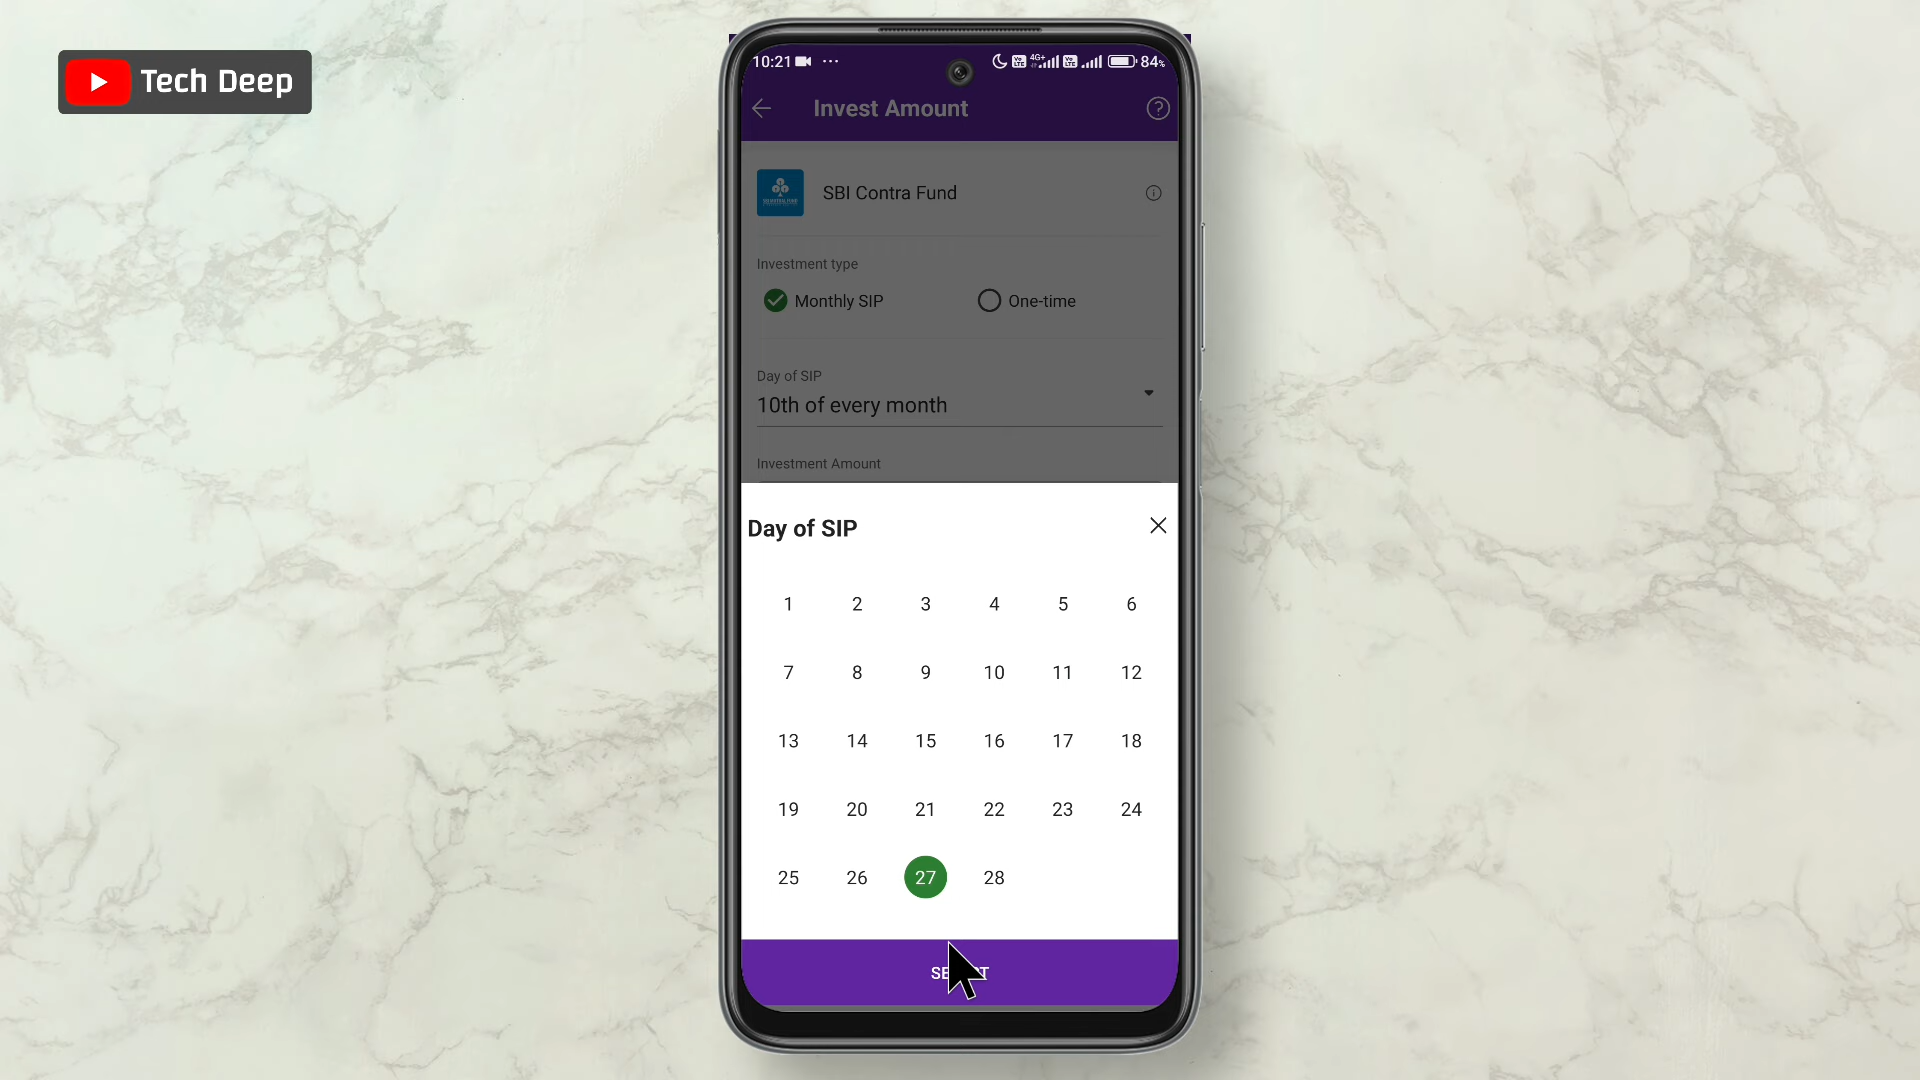 Tech Deep
10:21 ... 4G+ 84%
Invest Amount
SBI Contra Fund
Investment type
Monthly SIP One-time
Day of SIP
10th of every month
Investment Amount
Day of SIP
1 2 3 4 5 6
7 8 9 10 11 12
13 14 15 16 17 18
19 20 21 22 23 24
25 26 27 28